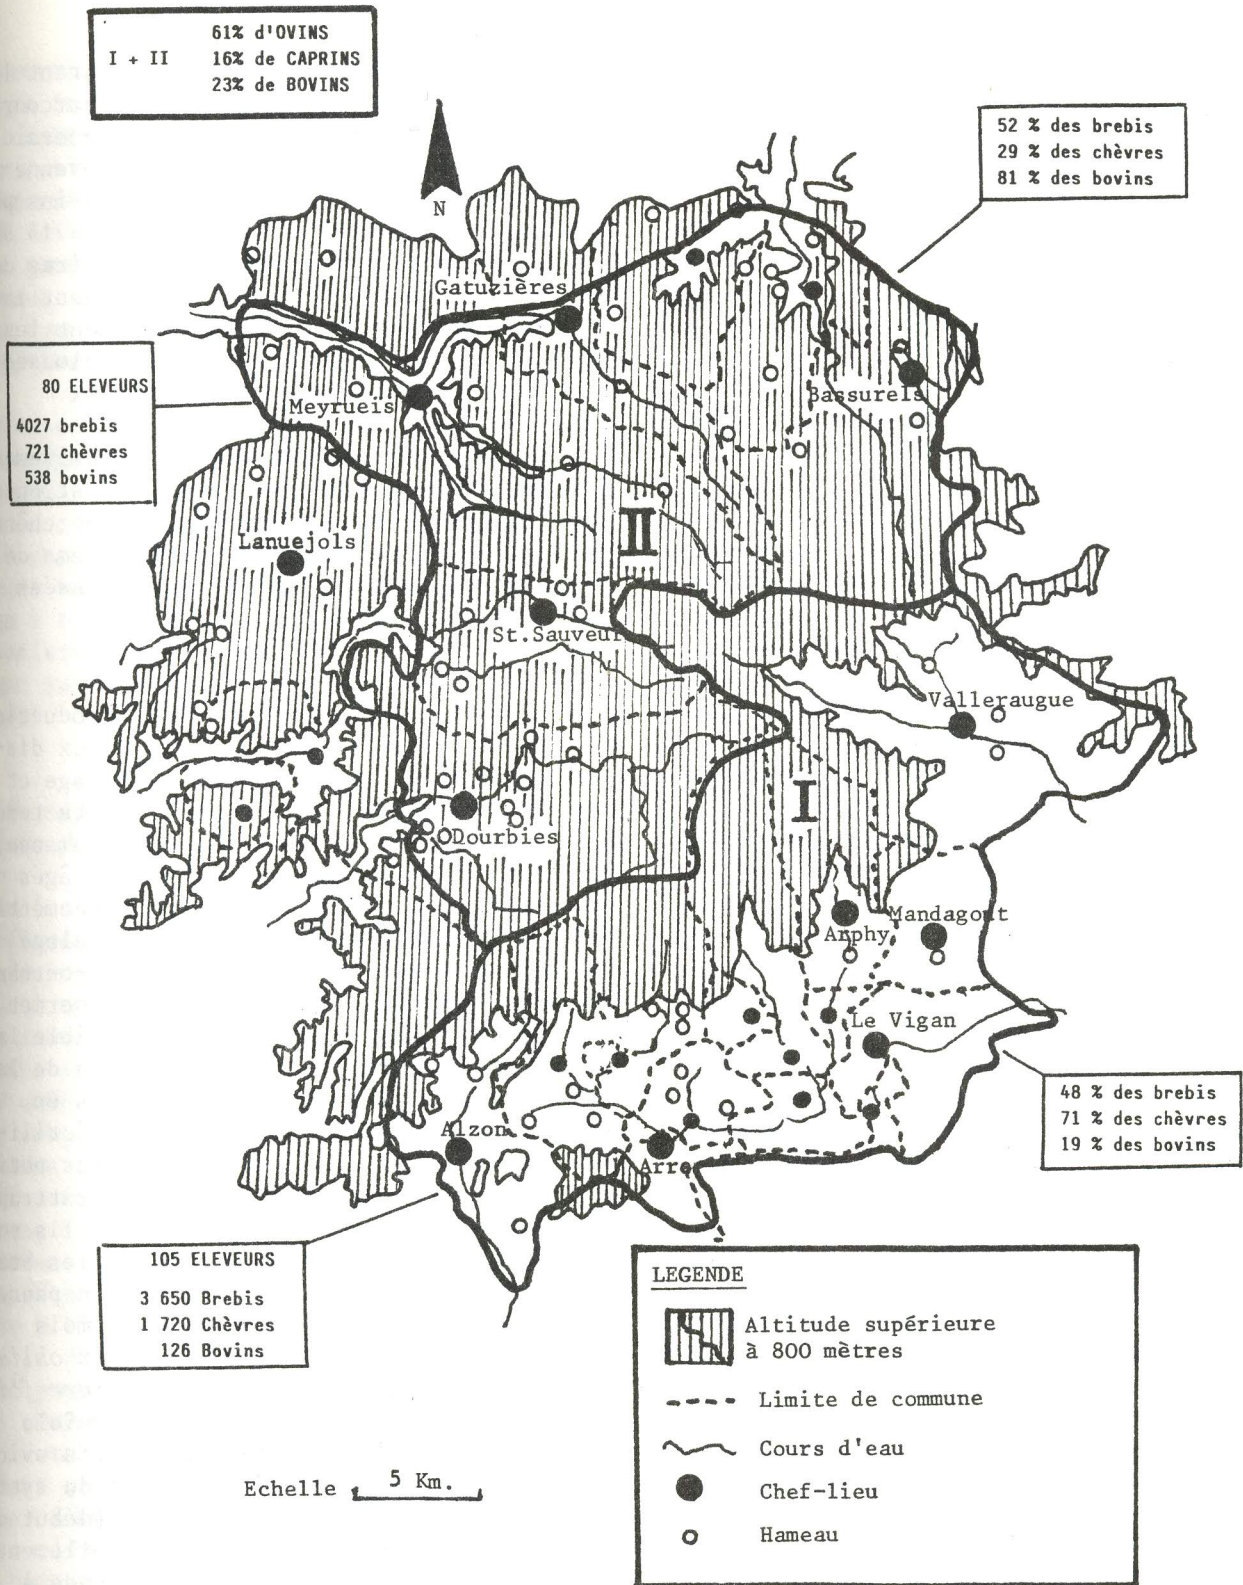 61% d'OVINS
I + II 16% de CAPRINS
23% de BOVINS
N
52 % des brebis
29 % des chèvres
81 % des bovins
Gatuzières
80 ELEVEURS
4027 brebis
721 chèvres
538 bovins
Meyrueis
Bassurels
II
Lanuejols
St.Sauveur
Valleraugue
I
Dourbies
Mandagout
Arphy
Le Vigan
48 % des brebis
71 % des chèvres
19 % des bovins
Alzon
Arre
105 ELEVEURS
3 650 Brebis
1 720 Chèvres
126 Bovins
LEGENDE
Altitude supérieure
à 800 mètres
Limite de commune
Cours d'eau
Chef-lieu
Hameau
Echelle 5 Km.